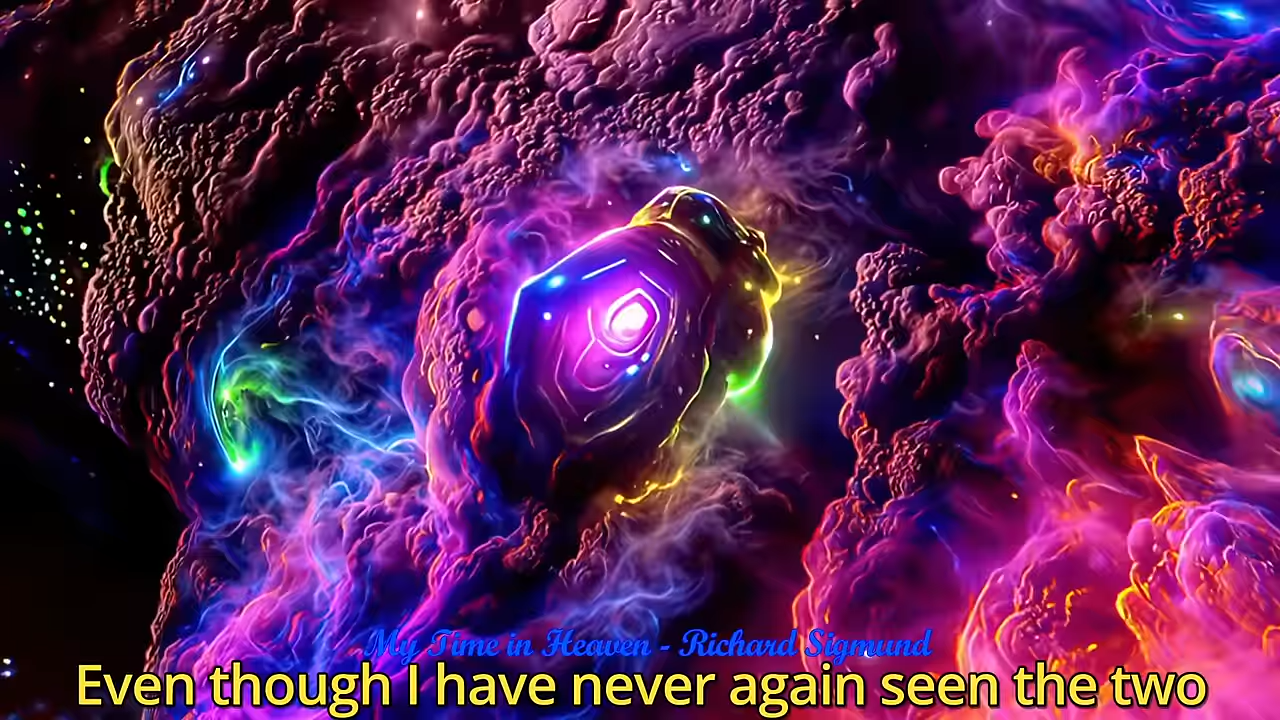 My Time in Heaven - Richard Sigmund
Even though I have never again seen the two